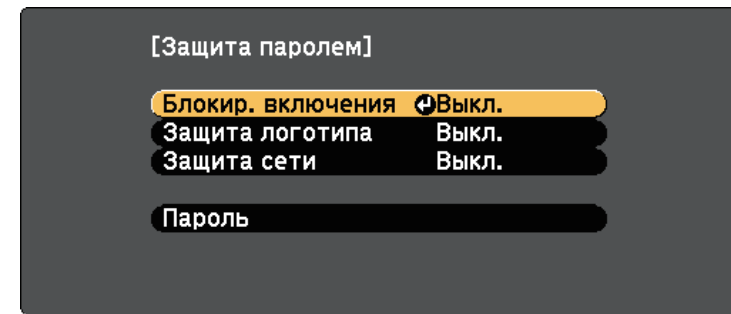 [Защита паролем]
Блокир. включения Выкл.
Защита логотипа Выкл.
Защита сети Выкл.
Пароль